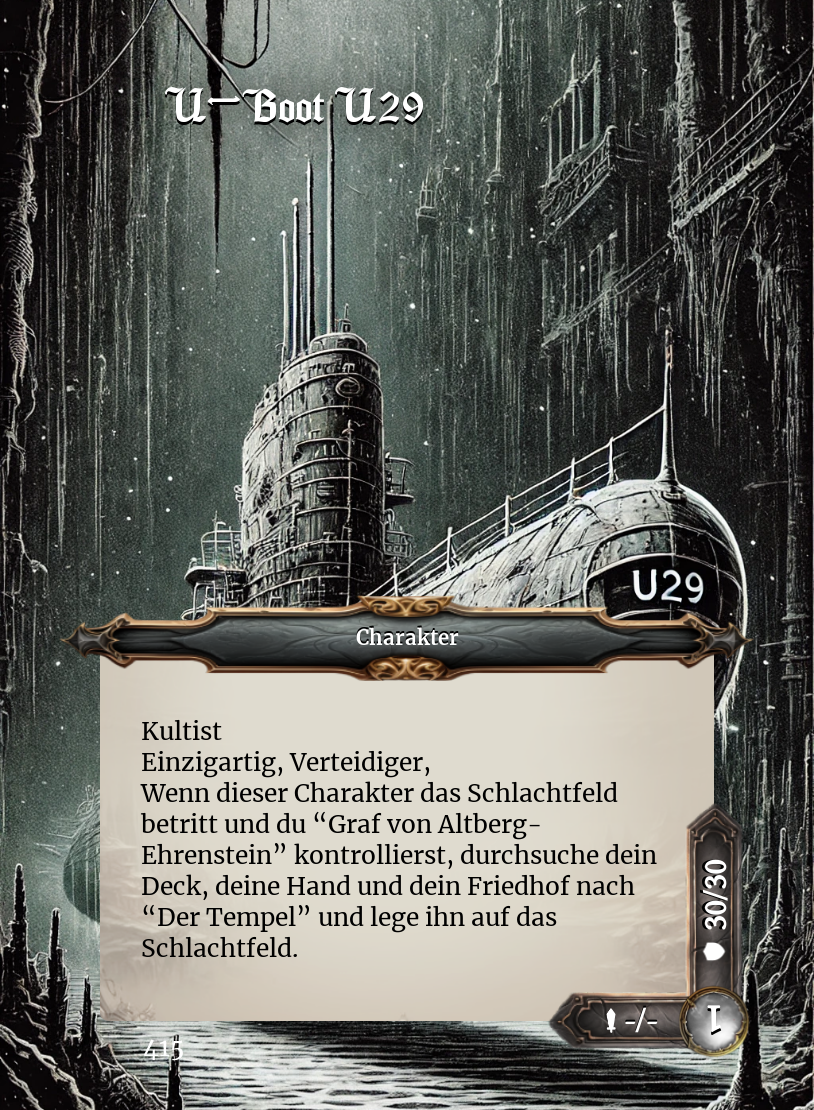 U-Boot U29
U29
Charakter
Kultist
Einzigartig, Verteidiger,
Wenn dieser Charakter das Schlachtfeld
betritt und du “Graf von Altberg-
Ehrenstein” kontrollierst, durchsuche dein
Deck, deine Hand und dein Friedhof nach
“Der Tempel” und lege ihn auf das
Schlachtfeld.
30/30
-/-
1
415